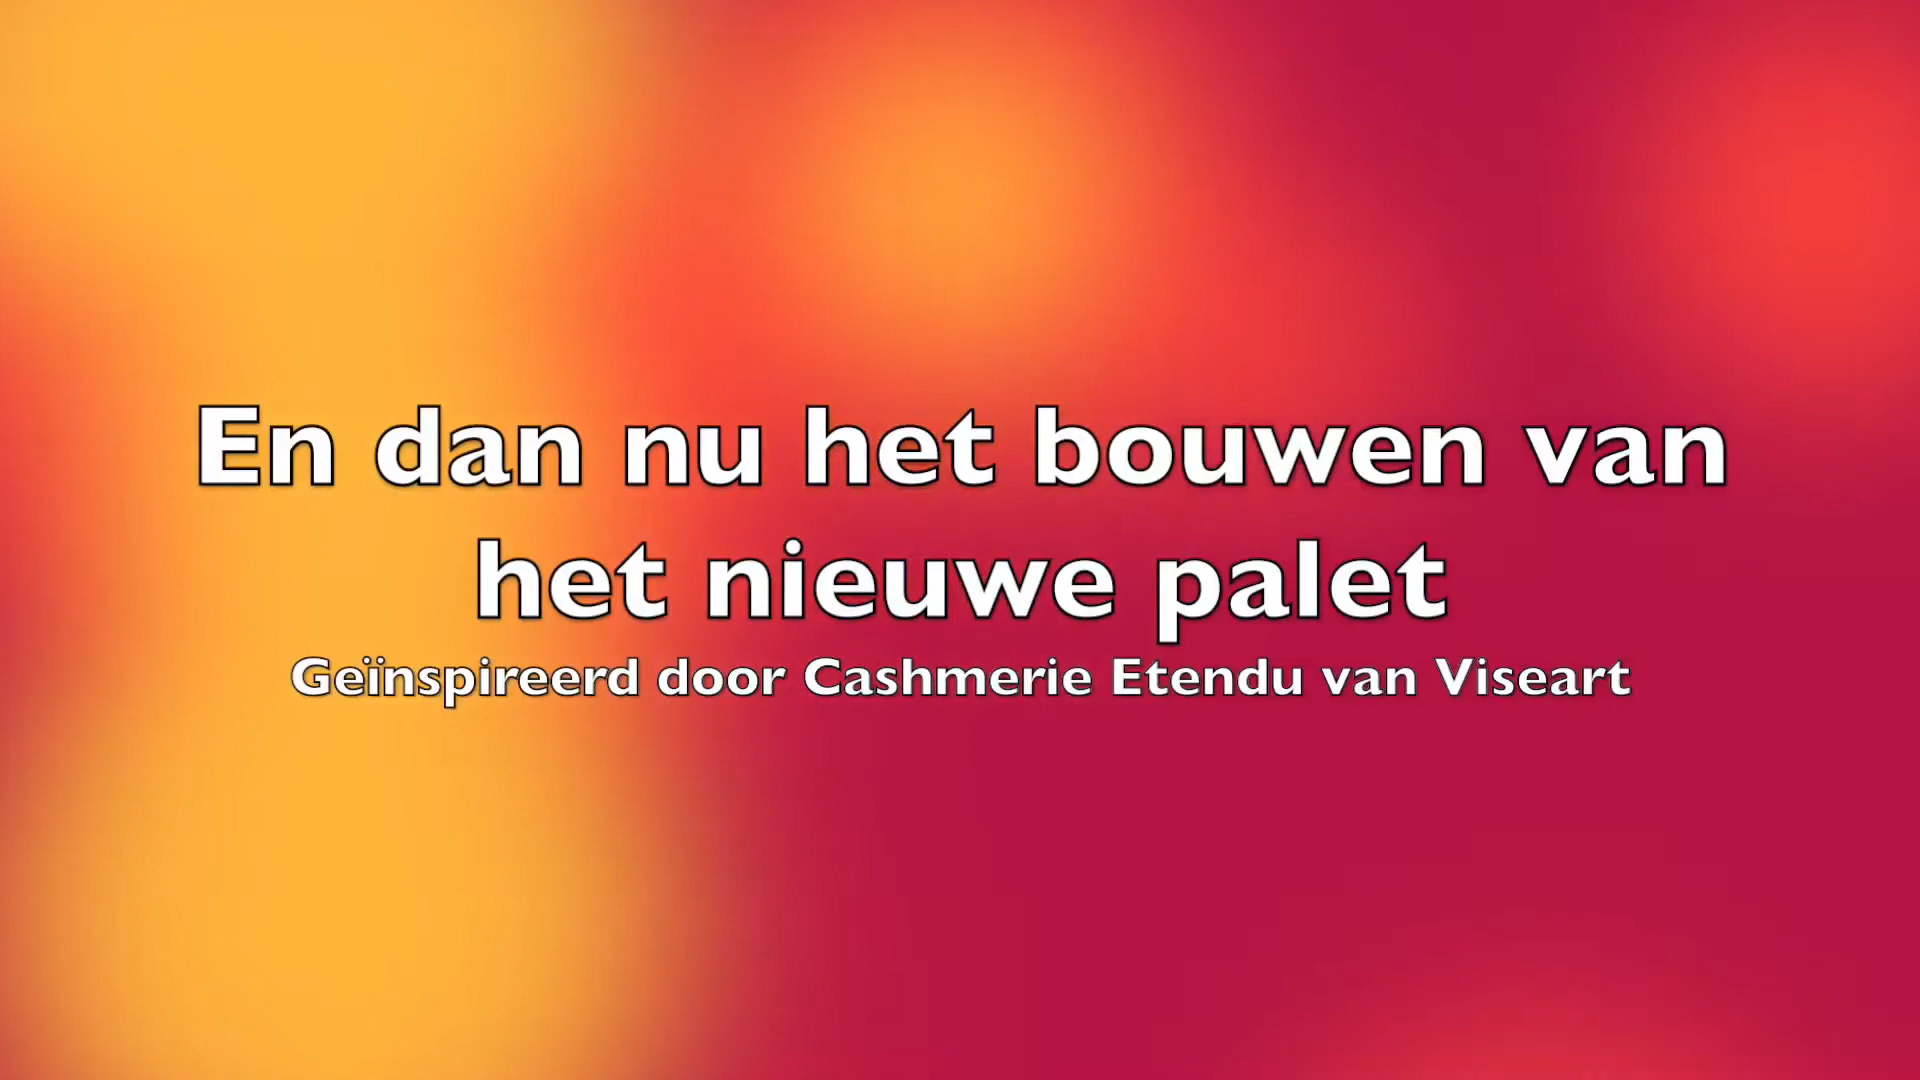 En dan nu het bouwen van
het nieuwe palet
Geïnspireerd door Cashmerie Etendu van Viseart